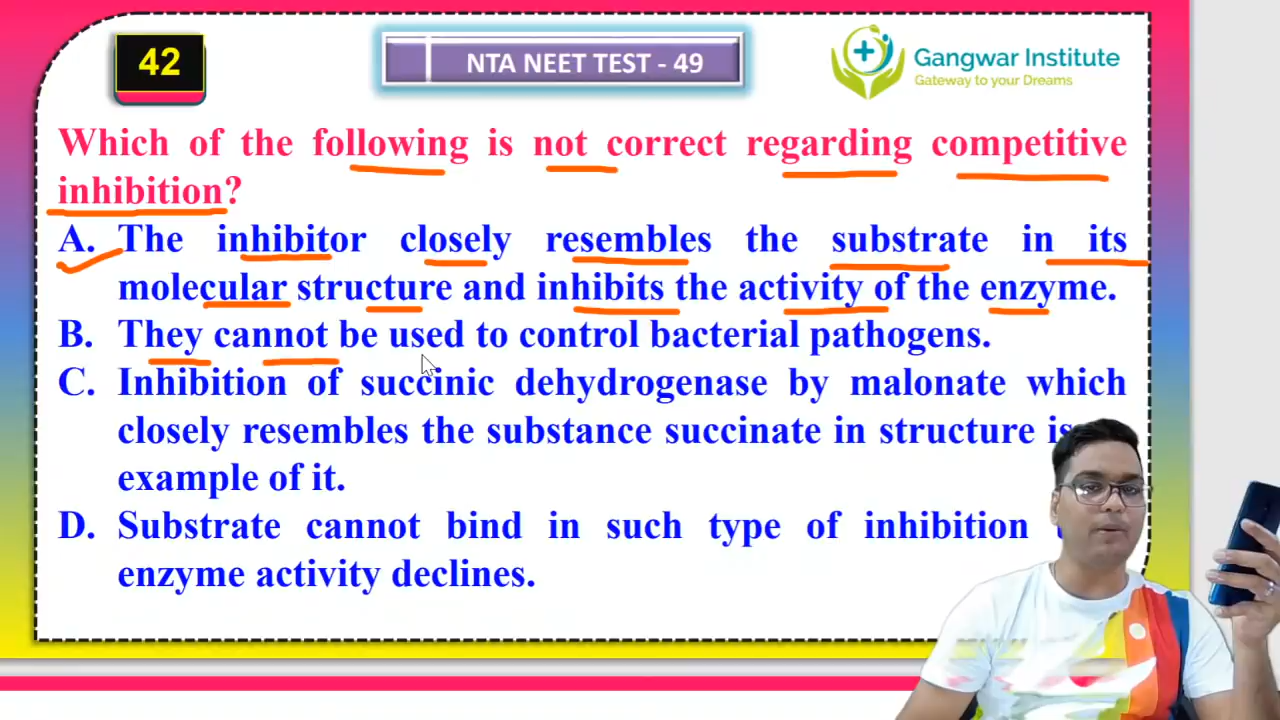 42
NTA NEET TEST - 49
Gangwar Institute
Gateway to your Dreams
Which of the following is not correct regarding competitive
inhibition?
A. The inhibitor closely resembles the substrate in its
molecular structure and inhibits the activity of the enzyme.
B. They cannot be used to control bacterial pathogens.
C. Inhibition of succinic dehydrogenase by malonate which
closely resembles the substance succinate in structure is
example of it.
D. Substrate cannot bind in such type of inhibition
enzyme activity declines.